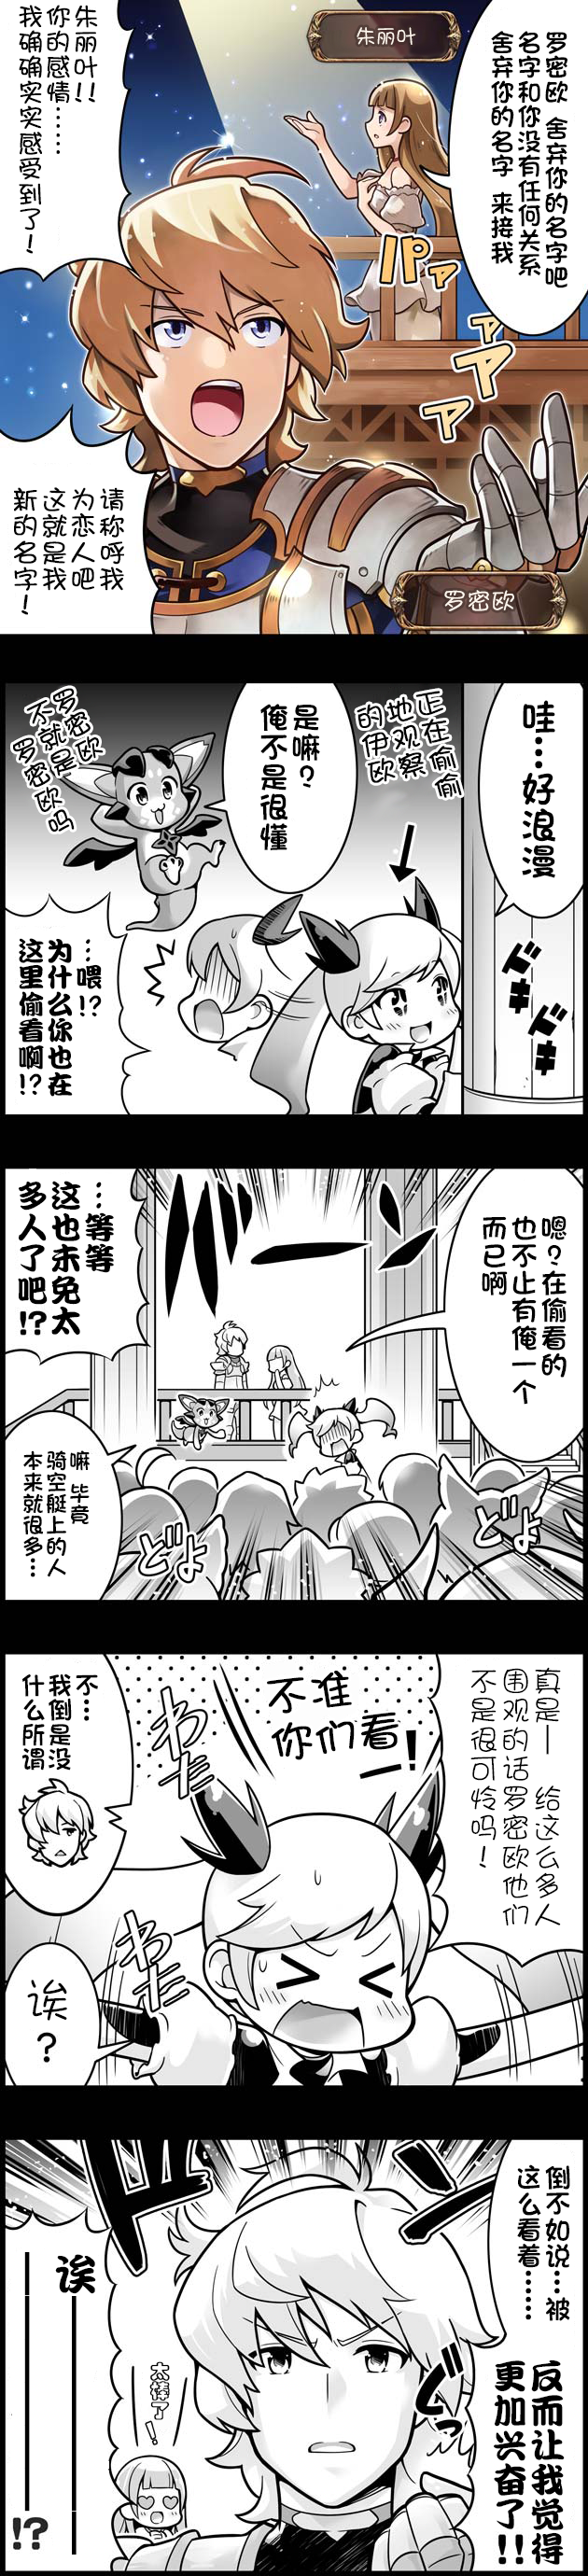 朱丽叶
罗密欧 舍弃你的名字吧
名字和你没有任何关系
舍弃你的名字 来接我
朱丽叶!!
你的感情……
我确确实实感受到了!
パァ
アアァ
请称呼我
为恋人吧
这就是我
新的名字!
罗密欧
哇…好浪漫
正在偷偷
地观察
的伊欧
是嘛?
俺不是很懂
罗密欧
不就是
罗密欧吗
ドキ
ドキ
…喂!?
为什么你也在
这里偷看啊!?
嗯?在偷看的
也不止有俺一个
而已啊
…等等
这也未免太
多人了吧!?
嘛 毕竟
骑空艇上的人
本来就很多…
どよ
どよ
真是— 给这么多人
围观的话罗密欧他们
不是很可怜吗!
不准
你们看—!
不…
我倒是没
什么所谓
わた
わた
诶?
倒不如说…被
这么看着……
反而让我觉得
更加兴奋了!!
どっ
太棒了!
诶——!?